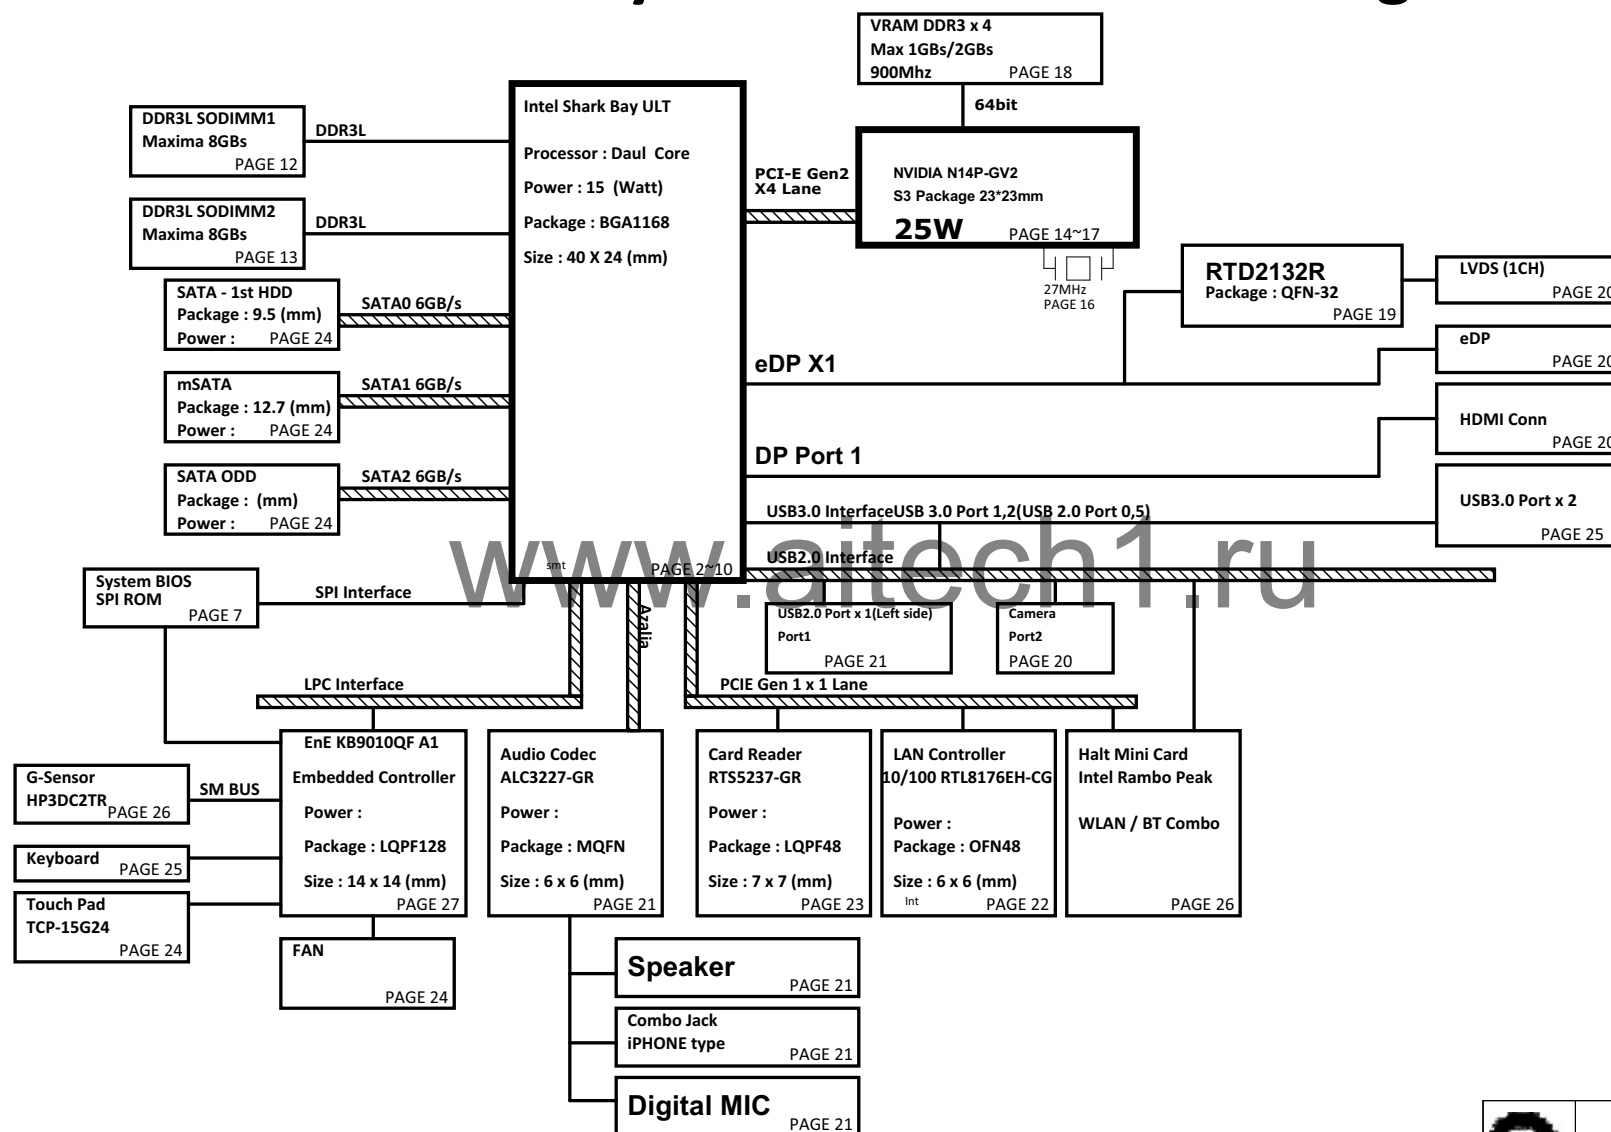 VRAM DDR3 x 4
Max 1GBs/2GBs
900Mhz PAGE 18
64bit
Intel Shark Bay ULT
Processor : Daul Core
Power : 15 (Watt)
Package : BGA1168
Size : 40 X 24 (mm)
smt PAGE 2~10
DDR3L SODIMM1
Maxima 8GBs
PAGE 12
DDR3L
DDR3L SODIMM2
Maxima 8GBs
PAGE 13
DDR3L
PCI-E Gen2
X4 Lane
NVIDIA N14P-GV2
S3 Package 23*23mm
25W PAGE 14~17
27MHz
PAGE 16
RTD2132R
Package : QFN-32
PAGE 19
LVDS (1CH)
PAGE 20
eDP
PAGE 20
HDMI Conn
PAGE 20
USB3.0 Port x 2
PAGE 25
SATA - 1st HDD
Package : 9.5 (mm)
Power : PAGE 24
SATA0 6GB/s
mSATA
Package : 12.7 (mm)
Power : PAGE 24
SATA1 6GB/s
SATA ODD
Package : (mm)
Power : PAGE 24
SATA2 6GB/s
eDP X1
DP Port 1
USB3.0 InterfaceUSB 3.0 Port 1,2(USB 2.0 Port 0,5)
USB2.0 Interface
www.aitech1.ru
System BIOS
SPI ROM
PAGE 7
SPI Interface
Azalia
USB2.0 Port x 1(Left side)
Port1
PAGE 21
Camera
Port2
PAGE 20
LPC Interface
PCIE Gen 1 x 1 Lane
EnE KB9010QF A1
Embedded Controller
Power :
Package : LQPF128
Size : 14 x 14 (mm)
PAGE 27
Audio Codec
ALC3227-GR
Power :
Package : MQFN
Size : 6 x 6 (mm)
PAGE 21
Card Reader
RTS5237-GR
Power :
Package : LQPF48
Size : 7 x 7 (mm)
PAGE 23
LAN Controller
10/100 RTL8176EH-CG
Power :
Package : OFN48
Size : 6 x 6 (mm)
Int PAGE 22
Halt Mini Card
Intel Rambo Peak
WLAN / BT Combo
PAGE 26
G-Sensor
HP3DC2TR
PAGE 26
SM BUS
Keyboard
PAGE 25
Touch Pad
TCP-15G24
PAGE 24
FAN
PAGE 24
Speaker
PAGE 21
Combo Jack
iPHONE type
PAGE 21
Digital MIC
PAGE 21